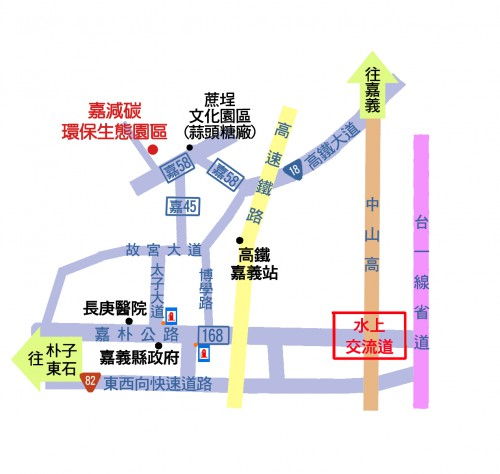 往嘉義
嘉減碳
環保生態園區
蔗埕
文化園區
(蒜頭糖廠)
高速鐵路
18
高鐵大道
嘉58
嘉58
嘉45
中山高
台一線省道
故宮大道
太子大道
博學路
高鐵
嘉義站
長庚醫院
嘉朴公路
168
水上
交流道
往
朴子
東石
嘉義縣政府
82
東西向快速道路